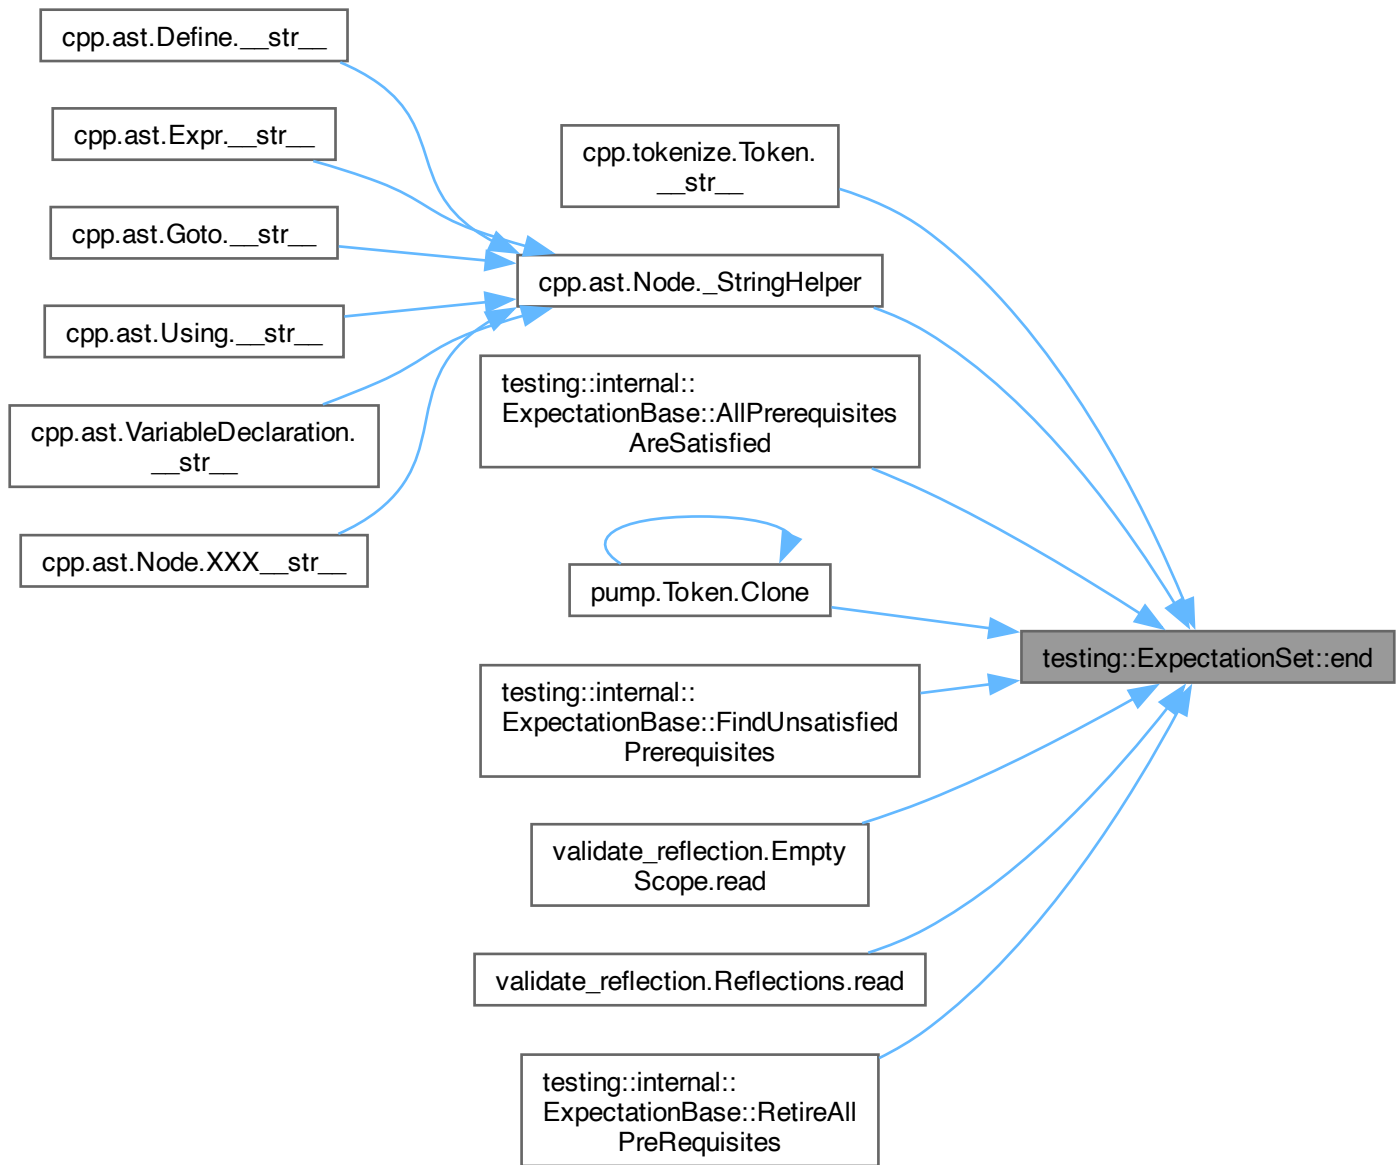 cpp.ast.Define.__str__
cpp.ast.Expr.__str__
cpp.ast.Goto.__str__
cpp.ast.Using.__str__
cpp.ast.VariableDeclaration.
__str__
cpp.ast.Node.XXX__str__
cpp.tokenize.Token.
__str__
cpp.ast.Node._StringHelper
testing::internal::
ExpectationBase::AllPrerequisites
AreSatisfied
pump.Token.Clone
testing::internal::
ExpectationBase::FindUnsatisfied
Prerequisites
validate_reflection.Empty
Scope.read
validate_reflection.Reflections.read
testing::internal::
ExpectationBase::RetireAll
PreRequisites
testing::ExpectationSet::end